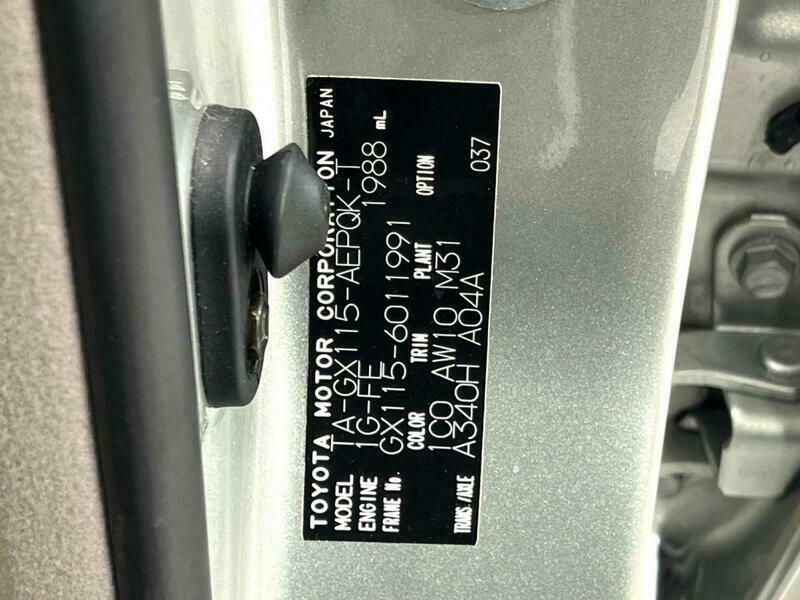 TOYOTA MOTOR CORPORATION JAPAN
MODEL TA-GX115-AEPQK-T
ENGINE 1G-FE 1988 mL
FRAME No. GX115-6011991
COLOR TRIM PLANT OPTION
1C0 AW10 M31
TRANS./AXLE A340H A04A 037